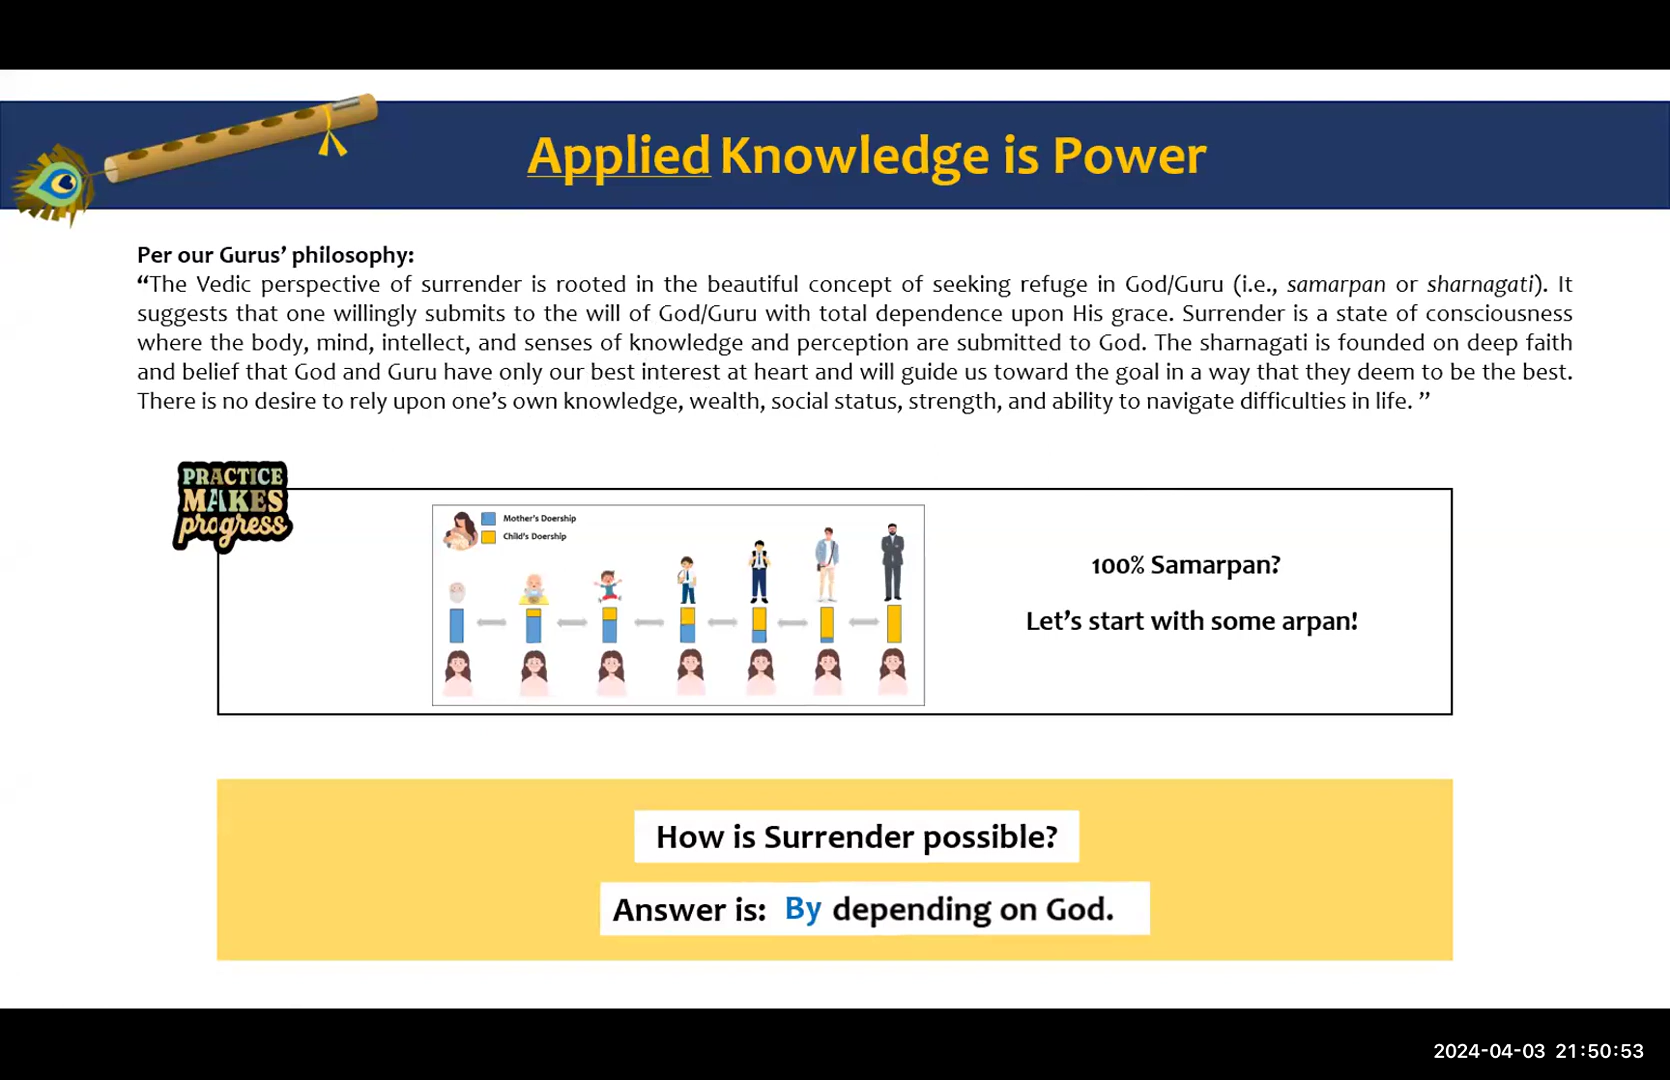 Applied Knowledge is Power
Per our Gurus’ philosophy:
“The Vedic perspective of surrender is rooted in the beautiful concept of seeking refuge in God/Guru (i.e., samarpan or sharnagati). It
suggests that one willingly submits to the will of God/Guru with total dependence upon His grace. Surrender is a state of consciousness
where the body, mind, intellect, and senses of knowledge and perception are submitted to God. The sharnagati is founded on deep faith
and belief that God and Guru have only our best interest at heart and will guide us toward the goal in a way that they deem to be the best.
There is no desire to rely upon one’s own knowledge, wealth, social status, strength, and ability to navigate difficulties in life. ”
PRACTICE
MAKES
progress
Mother's Doership
Child's Doership
100% Samarpan?
Let’s start with some arpan!
How is Surrender possible?
Answer is: By depending on God.
2024-04-03 21:50:53